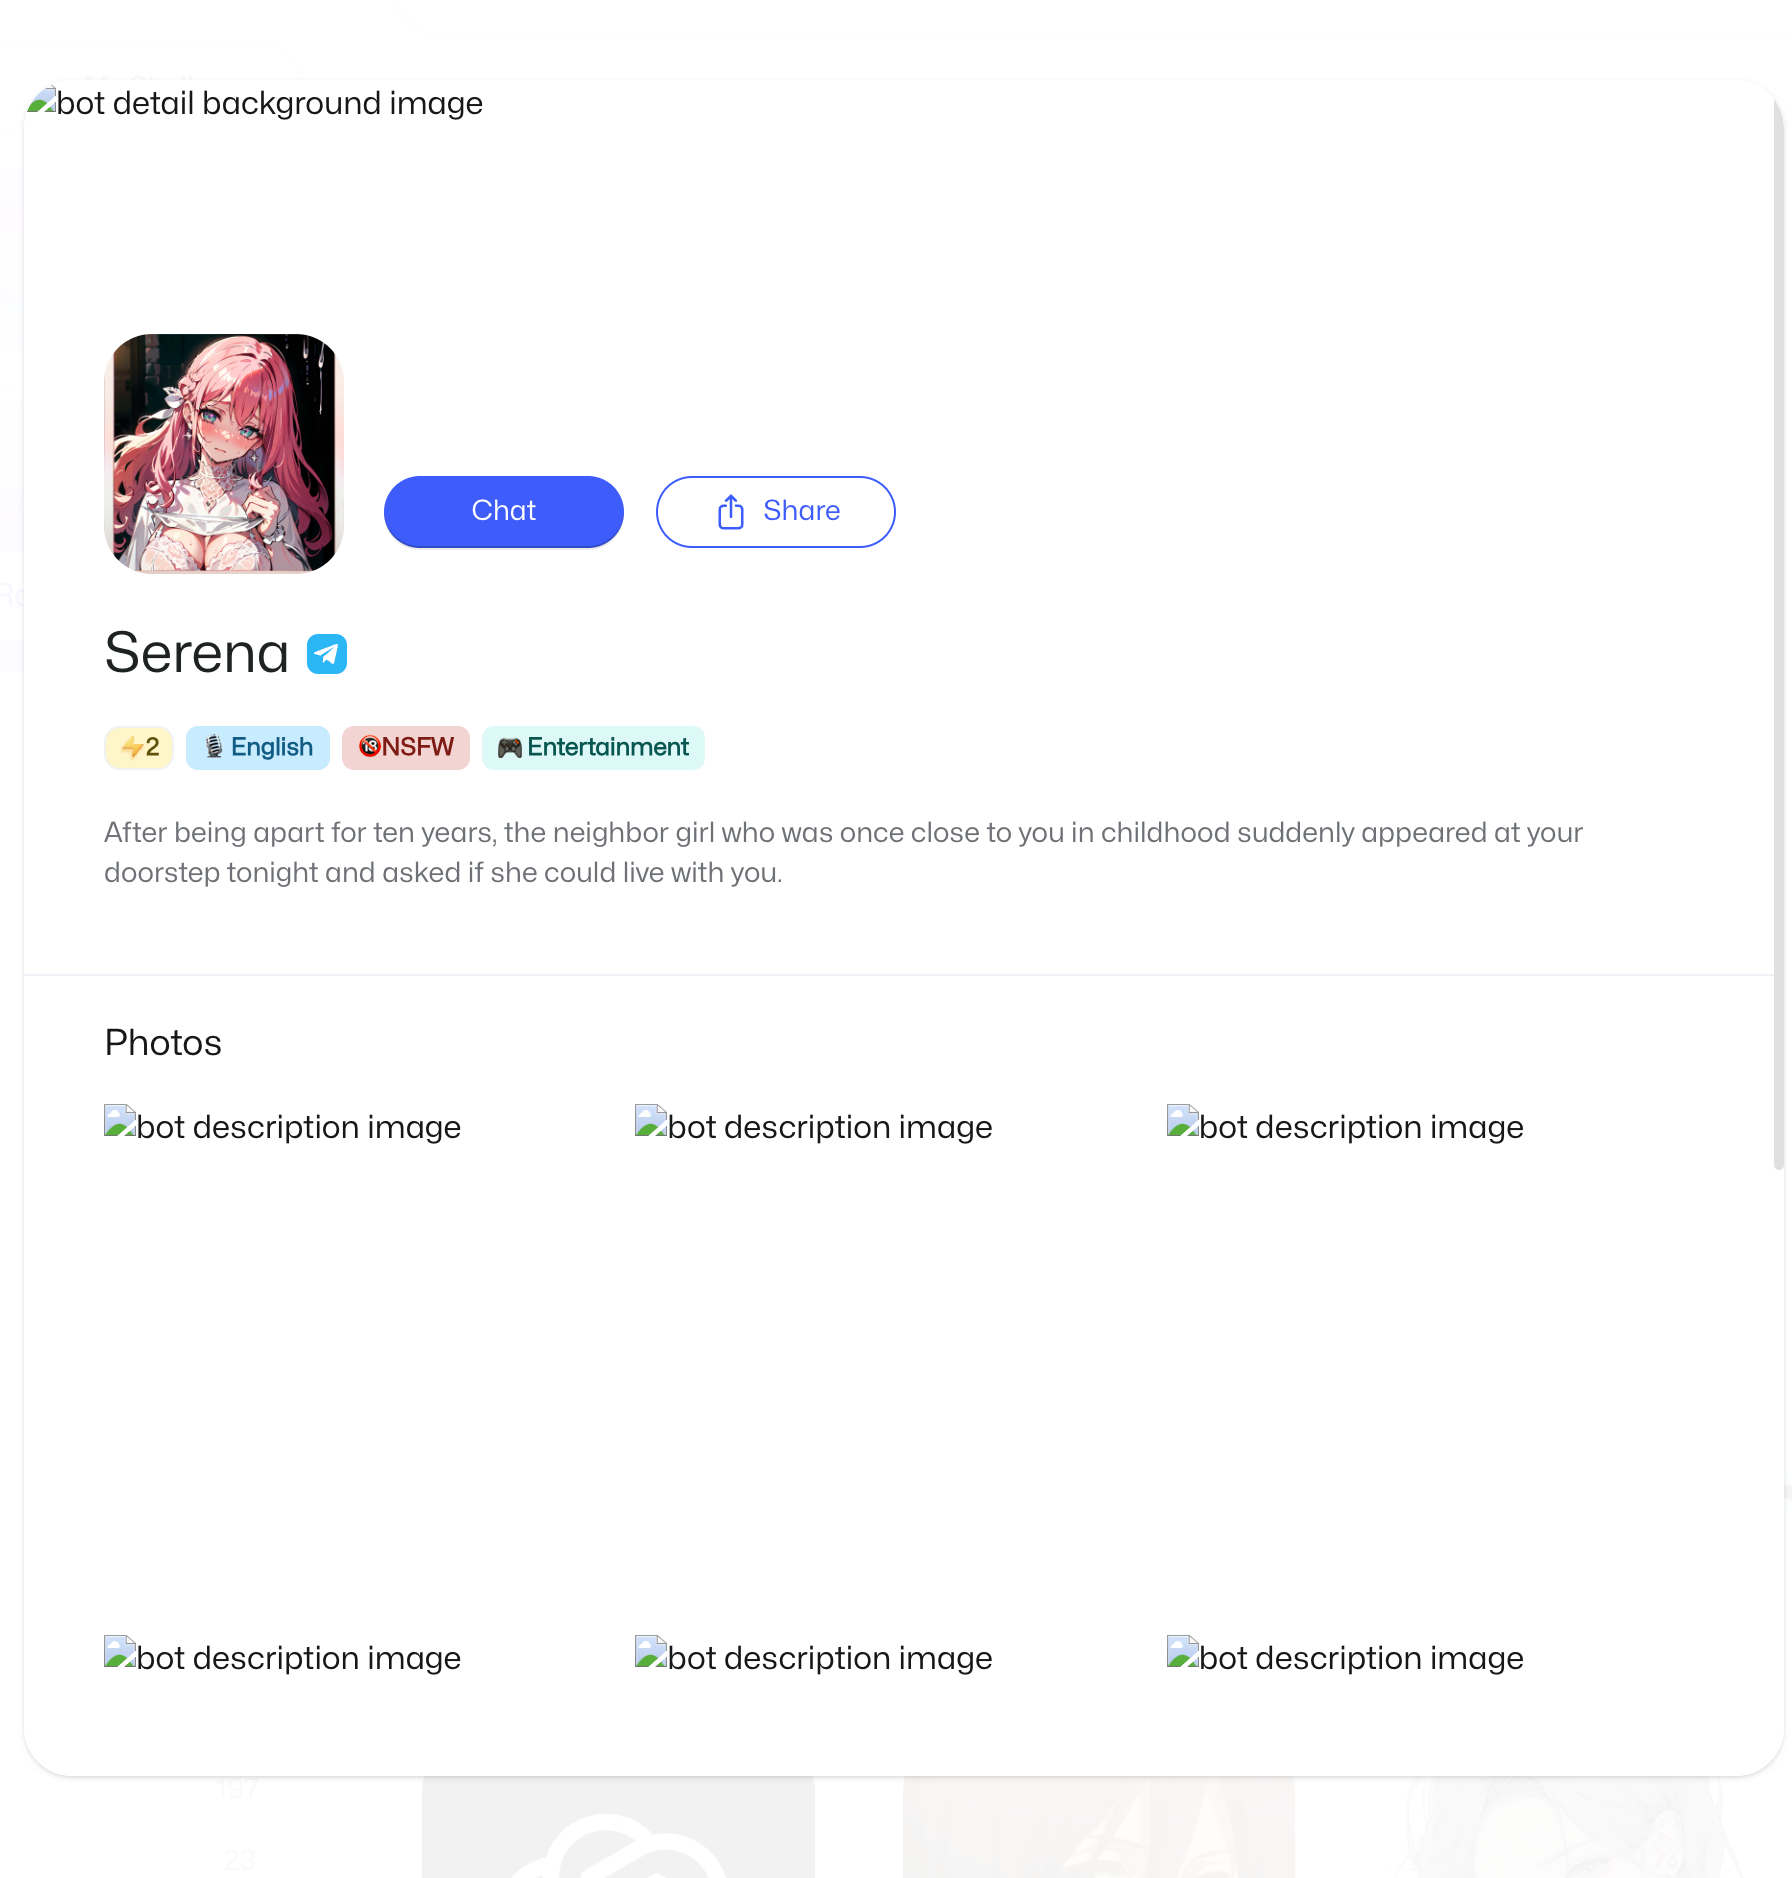 bot detail background image
Chat
Share
Serena
⚡2
🎙️ English
🔞NSFW
🎮 Entertainment
After being apart for ten years, the neighbor girl who was once close to you in childhood suddenly appeared at your
doorstep tonight and asked if she could live with you.
Photos
bot description image
bot description image
bot description image
bot description image
bot description image
bot description image
197
23